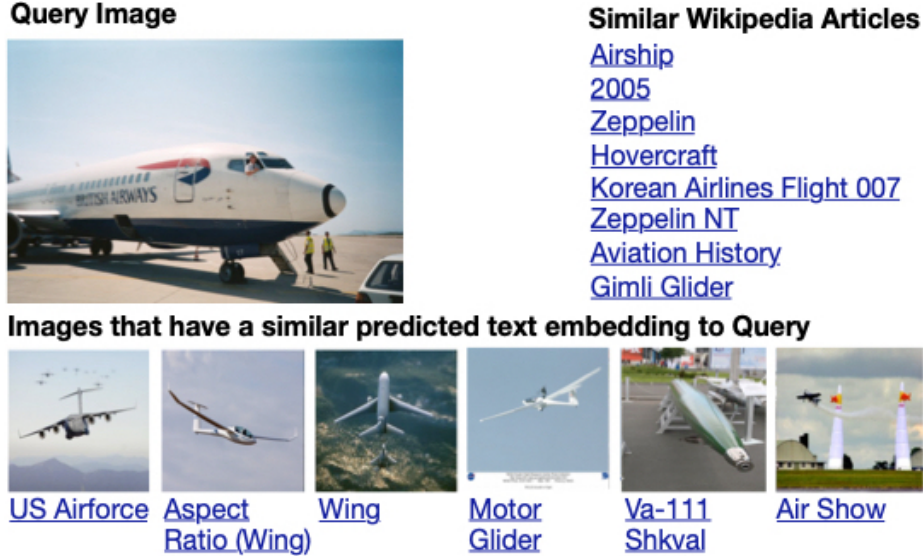 Query Image
Similar Wikipedia Articles
Airship
2005
Zeppelin
Hovercraft
Korean Airlines Flight 007
Zeppelin NT
Aviation History
Gimli Glider
BRITISH AIRWAYS
Images that have a similar predicted text embedding to Query
US Airforce
Aspect
Ratio (Wing)
Wing
Motor
Glider
Va-111
Shkval
Air Show